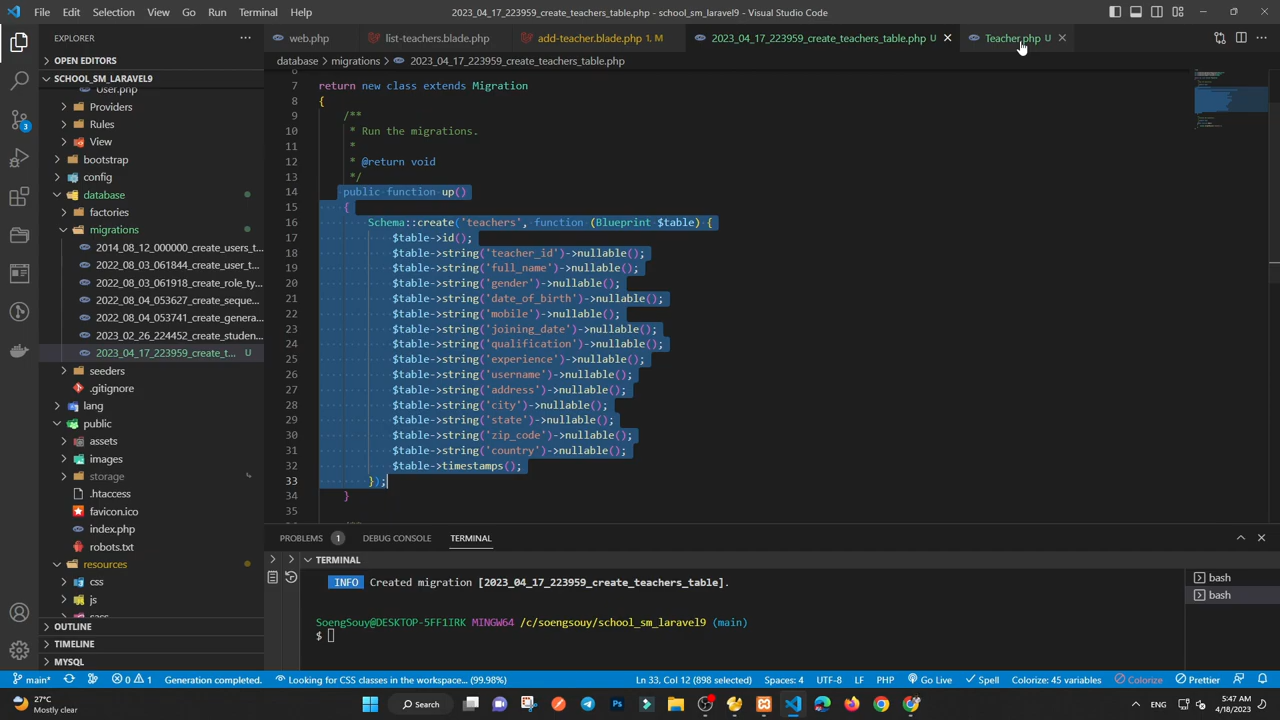 File Edit Selection View Go Run Terminal Help
2023_04_17_223959_create_teachers_table.php - school_sm_laravel9 - Visual Studio Code
EXPLORER
web.php list-teachers.blade.php add-teacher.blade.php 1, M 2023_04_17_223959_create_teachers_table.php U Teacher.php U
database > migrations > 2023_04_17_223959_create_teachers_table.php
OPEN EDITORS
SCHOOL_SM_LARAVEL9
User.php
Providers
Rules
View
bootstrap
config
database
factories
migrations
2014_08_12_000000_create_users_t...
2022_08_03_061844_create_user_t...
2022_08_03_061918_create_role_ty...
2022_08_04_053627_create_seque...
2022_08_04_053741_create_genera...
2023_02_26_224452_create_studen...
2023_04_17_223959_create_t... U
seeders
.gitignore
lang
public
assets
images
storage
.htaccess
favicon.ico
index.php
robots.txt
resources
css
js
sass
OUTLINE
TIMELINE
MYSQL
6
7 return new class extends Migration
8 {
9 /**
10 * Run the migrations.
11 *
12 * @return void
13 */
14 public function up()
15 {
16 Schema::create('teachers', function (Blueprint $table) {
17 $table->id();
18 $table->string('teacher_id')->nullable();
19 $table->string('full_name')->nullable();
20 $table->string('gender')->nullable();
21 $table->string('date_of_birth')->nullable();
22 $table->string('mobile')->nullable();
23 $table->string('joining_date')->nullable();
24 $table->string('qualification')->nullable();
25 $table->string('experience')->nullable();
26 $table->string('username')->nullable();
27 $table->string('address')->nullable();
28 $table->string('city')->nullable();
29 $table->string('state')->nullable();
30 $table->string('zip_code')->nullable();
31 $table->string('country')->nullable();
32 $table->timestamps();
33 });
34 }
35
PROBLEMS 1 DEBUG CONSOLE TERMINAL
TERMINAL
INFO Created migration [2023_04_17_223959_create_teachers_table].
SoengSouy@DESKTOP-5FF1IRK MINGW64 /c/soengsouy/school_sm_laravel9 (main)
$
bash
bash
main* 0 1 Generation completed. Looking for CSS classes in the workspace... (99.98%) Ln 33, Col 12 (898 selected) Spaces: 4 UTF-8 LF PHP Go Live Spell Colorize: 45 variables Colorize Prettier
27°C
Mostly clear
Search
ENG
5:47 AM
4/18/2023